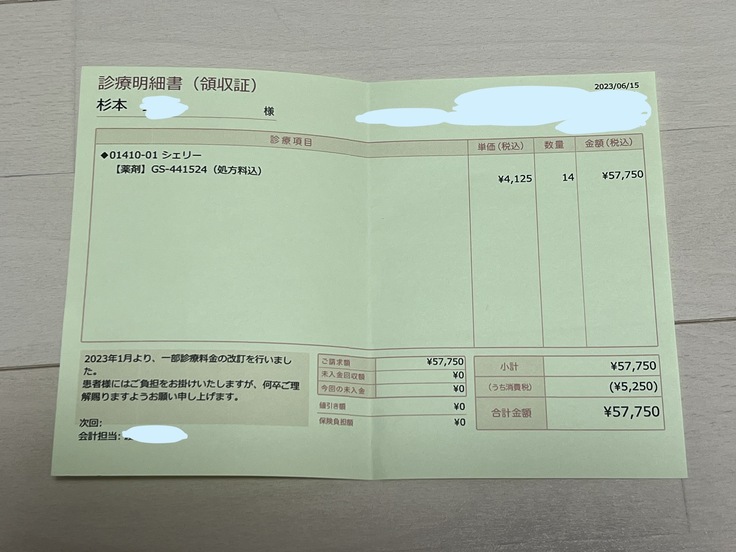 診療明細書（領収証）
2023/06/15
杉本
様
診療項目 単価（税込） 数量 金額（税込）
◆01410-01 シェリー
【薬剤】GS-441524（処方料込） ¥4,125 14 ¥57,750
2023年1月より、一部診療料金の改訂を行いまし
た。
患者様にはご負担をお掛けいたしますが、何卒ご理
解賜りますようお願い申し上げます。
次回:
会計担当:
ご請求額 ¥57,750
未入金回収額 ¥0
今回の未入金 ¥0
値引き額 ¥0
保険負担額 ¥0
小計 ¥57,750
（うち消費税） (¥5,250)
合計金額 ¥57,750